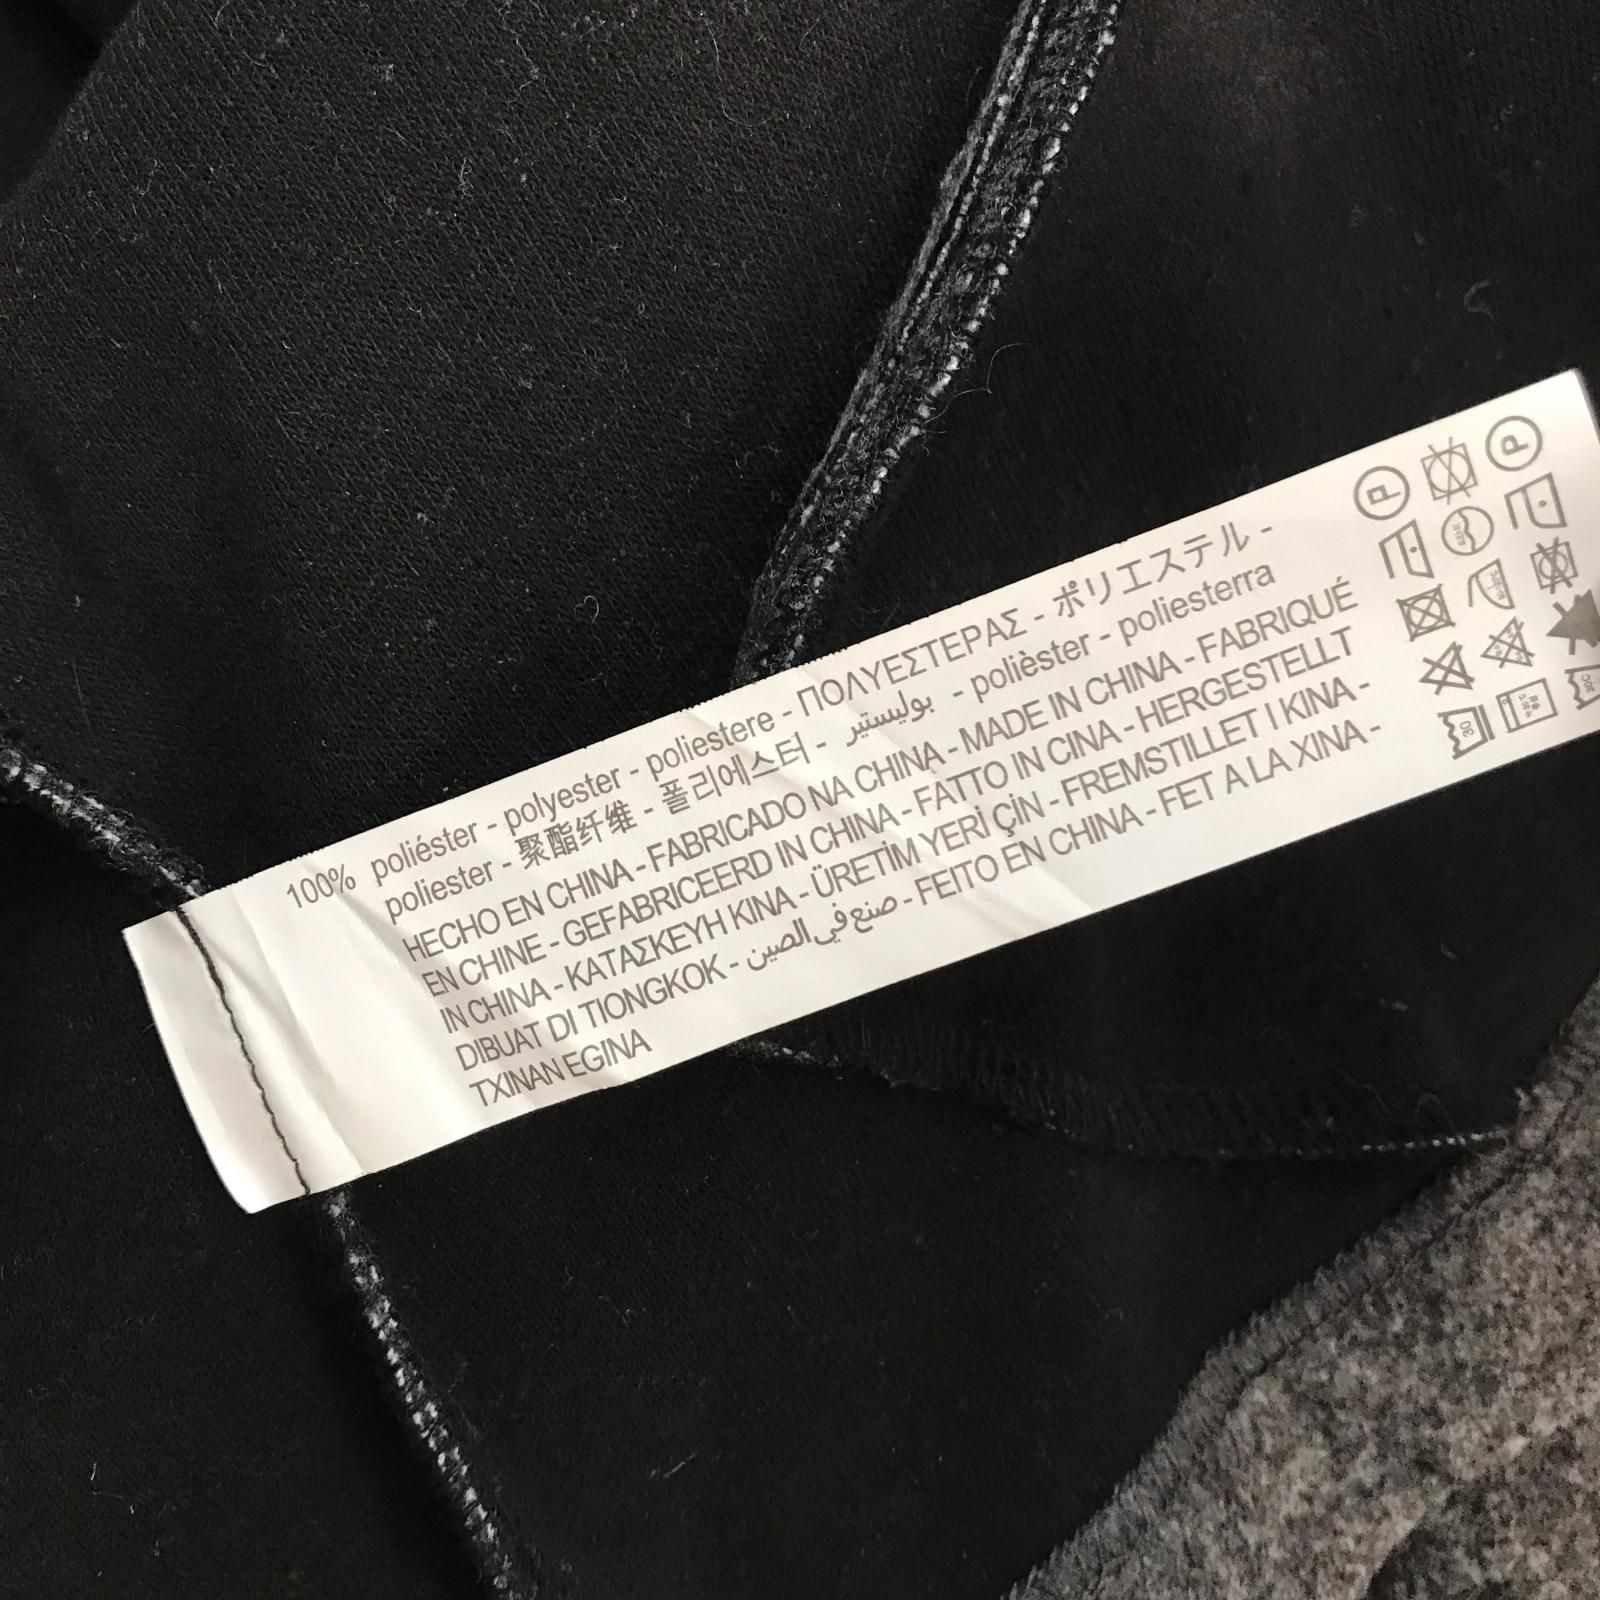 100% poliéster - polyester - poliestere - ΠΟΛΥΕΣΤΕΡΑΣ - ポリエステル -
poliester - 聚酯纤维 - 폴리에스터 - بوليستير - polièster - poliesterra
HECHO EN CHINA - FABRICADO NA CHINA - MADE IN CHINA - FABRIQUÉ
EN CHINE - GEFABRICEERD IN CHINA - FATTO IN CINA - HERGESTELLT
IN CHINA - ΚΑΤΑΣΚΕΥΗ ΚΙΝΑ - ÜRETİM YERİ ÇİN - FREMSTILLET I KINA -
DIBUAT DI TIONGKOK - صنع في الصين - FEITO EN CHINA - FET A LA XINA -
TXINAN EGINA
P
P
30
30C